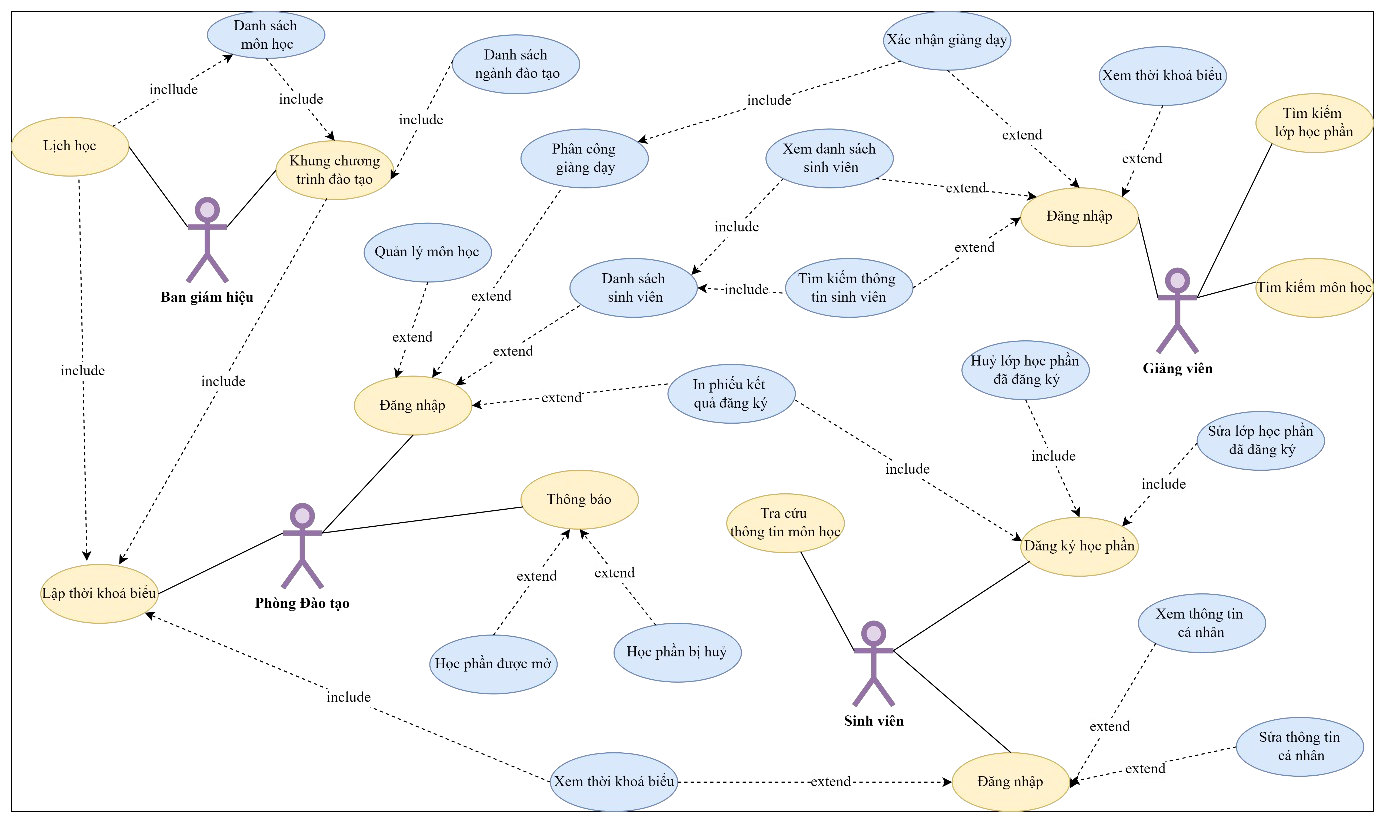 Danh sách
môn học
Danh sách
ngành đào tạo
Xác nhận giảng dạy
Xem thời khoá biểu
incllude
include
include
include
Tìm kiếm
lớp học phần
Lịch học
Khung chương
trình đào tạo
Phân công
giảng dạy
Xem danh sách
sinh viên
extend
extend
extend
Đăng nhập
include
extend
Quản lý môn học
Danh sách
sinh viên
include
Tìm kiếm thông
tin sinh viên
Tìm kiếm môn học
Ban giám hiệu
extend
extend
extend
Giảng viên
include
include
Huỷ lớp học phần
đã đăng ký
Đăng nhập
extend
In phiếu kết
quả đăng ký
Sửa lớp học phần
đã đăng ký
include
include
include
Thông báo
Tra cứu
thông tin môn học
Đăng ký học phần
extend
extend
Lập thời khoá biểu
Phòng Đào tạo
Xem thông tin
cá nhân
Học phần được mở
Học phần bị huỷ
include
Sinh viên
extend
Sửa thông tin
cá nhân
extend
Xem thời khoá biểu
extend
Đăng nhập